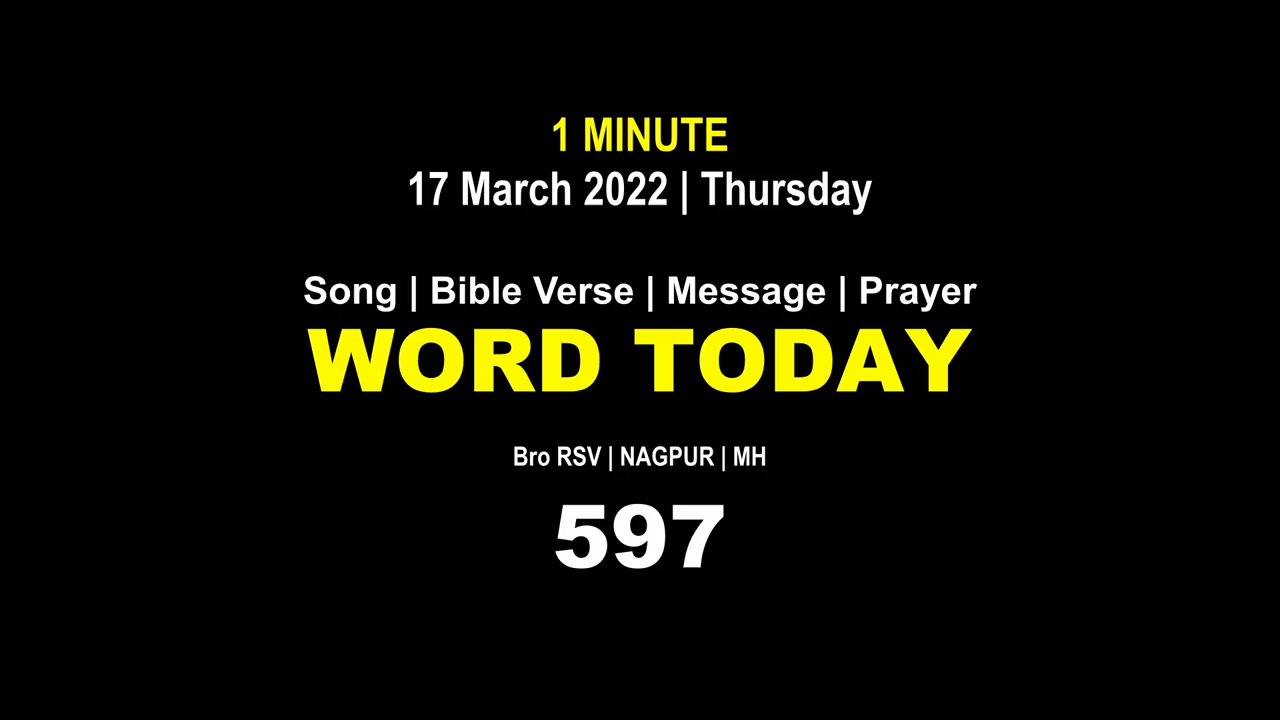 1 MINUTE
17 March 2022 | Thursday
Song | Bible Verse | Message | Prayer
WORD TODAY
Bro RSV | NAGPUR | MH
597